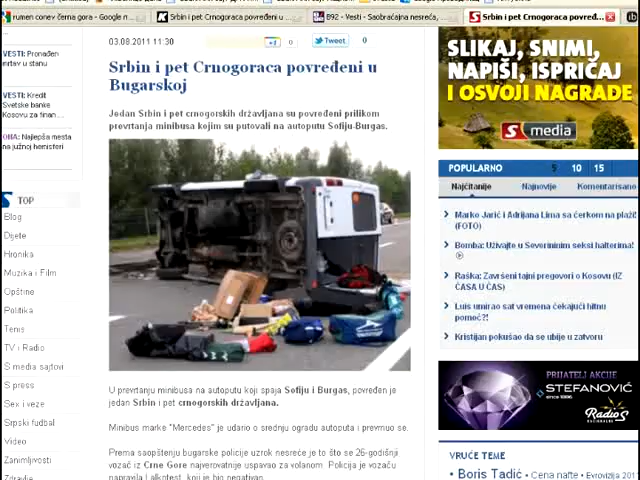 rumen conev černa gora - Google n
Srbin i pet Crnogoraca povređeni u
B92 - Vesti - Saobraćajna nesreća,
Srbin i pet Crnogoraca povređ...
VESTI: Pronađen
mrtav u stanu
VESTI: Kredit
Svetske banke
Kosovu za finan ...
Najlepša mesta
na južnoj hemisferi
TOP
Blog
Dijete
Hronika
Muzika i Film
Opštine
Politika
Tenis
TV i Radio
S media sajtovi
S press
Sex i veze
Srpski fudbal
Video
Zanimljivosti
Zdravlje
03.08.2011 11:30
+1 0
Tweet 0
Srbin i pet Crnogoraca povređeni u
Bugarskoj
Jedan Srbin i pet crnogorskih državljana su povređeni prilikom
prevrtanja minibusa kojim su putovali na autoputu Sofiju-Burgas.
U prevrtanju minibusa na autoputu koji spaja Sofiju i Burgas, povređen je
jedan Srbin i pet crnogorskih državljana.
Minibus marke "Mercedes" je udario o srednju ogradu autoputa i prevrnuo se.
Prema saopštenju bugarske policije uzrok nesreće je to što se 26-godišnji
vozač iz Crne Gore najverovatnije uspavao za volanom. Policija je vozaču
napravila i alkotest, koji je bio negativan.
SLIKAJ, SNIMI,
NAPIŠI, ISPRIČAJ
I OSVOJI NAGRADE
S media
POPULARNO 5 10 15
Najčitanije Najnovije Komentarisano
Marko Jarić i Adrijana Lima sa ćerkom na plaži
(FOTO)
Bomba: Uživajte u Severininim seksi halterima!
Raška: Završeni tajni pregovori o Kosovu (IZ
ČASA U ČAS)
Luis umirao sat vremena čekajući hitnu
pomoć?!
Kristijan pokušao da se ubije u zatvoru
PRIJATELJ AKCIJE
STEFANOVIĆ
since 1986
Radio S
VRUĆE TEME
Boris Tadić Cena nafte Evrovizija 201